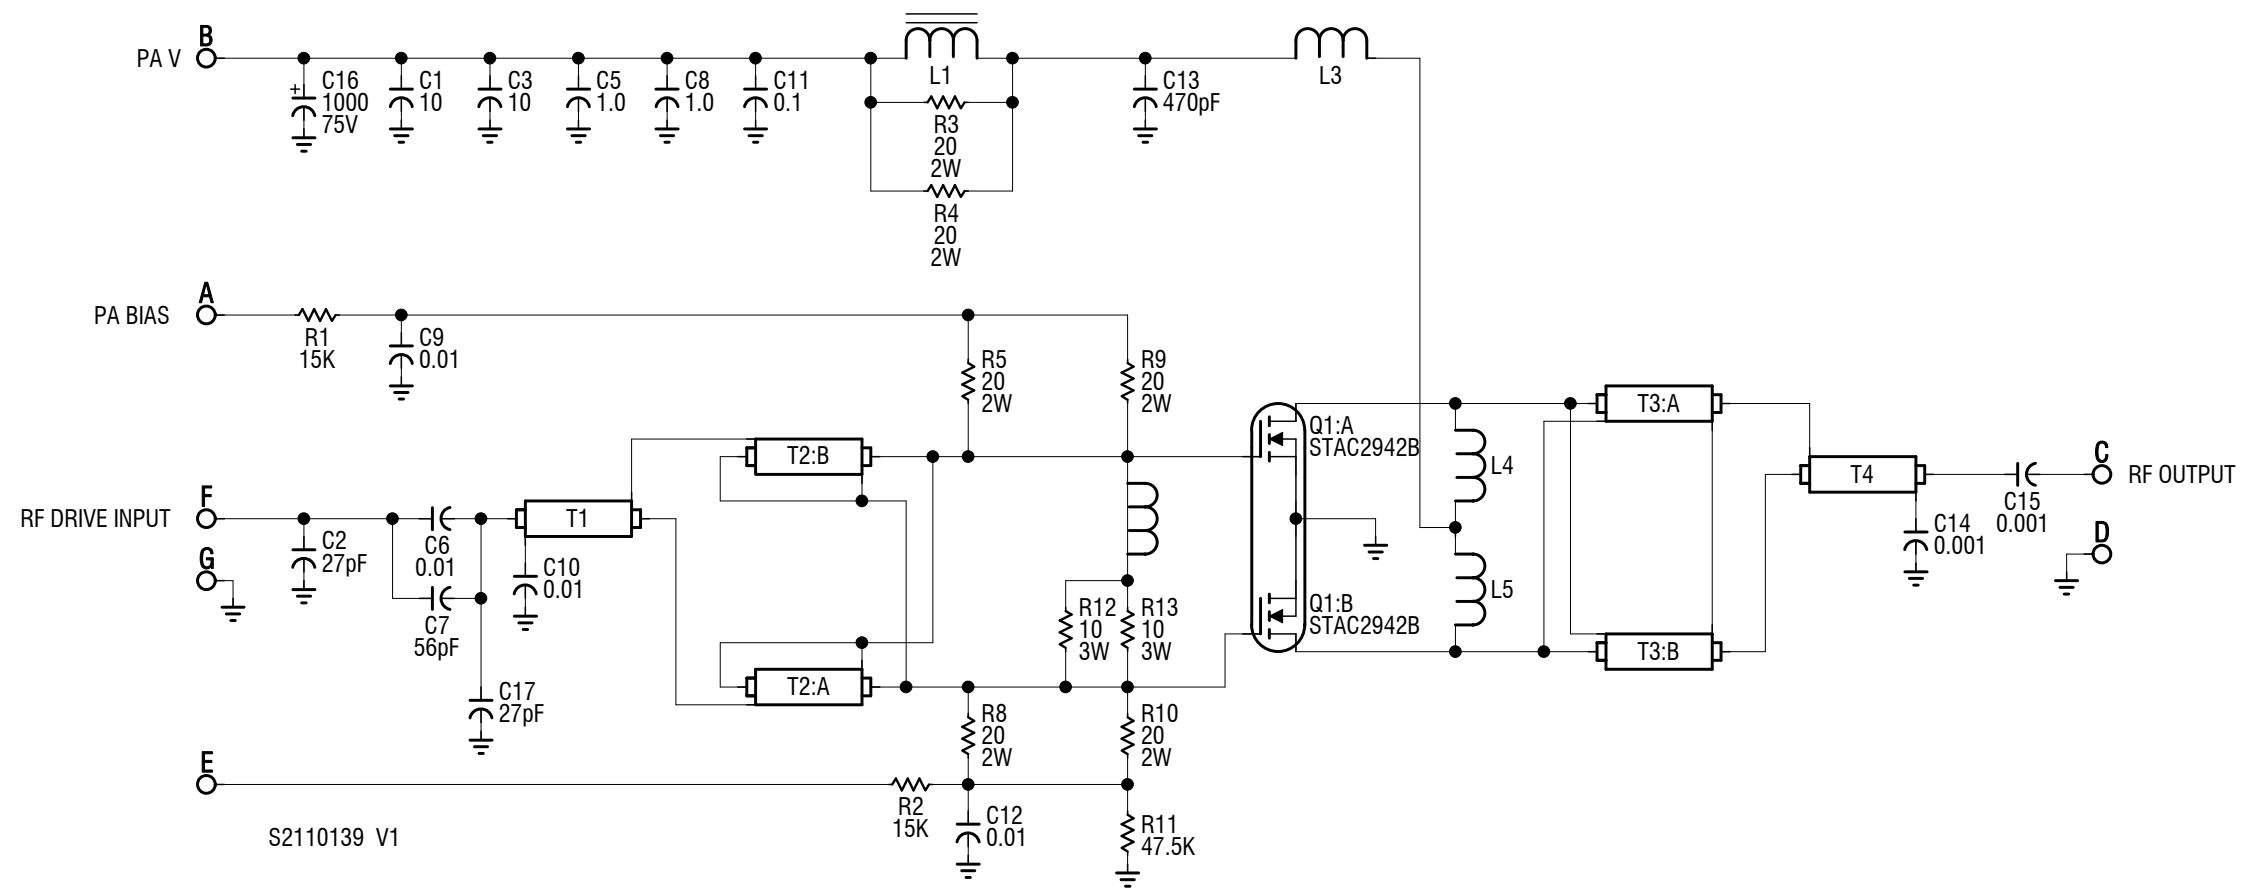 B
PA V
C16
1000
75V
+
C1
10
C3
10
C5
1.0
C8
1.0
C11
0.1
L1
R3
20
2W
R4
20
2W
C13
470pF
L3
A
PA BIAS
R1
15K
C9
0.01
R5
20
2W
R9
20
2W
F
RF DRIVE INPUT
G
C2
27pF
C6
0.01
C7
56pF
C17
27pF
T1
C10
0.01
T2:B
T2:A
R12
10
3W
R13
10
3W
Q1:A
STAC2942B
Q1:B
STAC2942B
L4
L5
T3:A
T3:B
T4
C14
0.001
C15
0.001
C
RF OUTPUT
D
R8
20
2W
R10
20
2W
E
R2
15K
C12
0.01
R11
47.5K
S2110139 V1